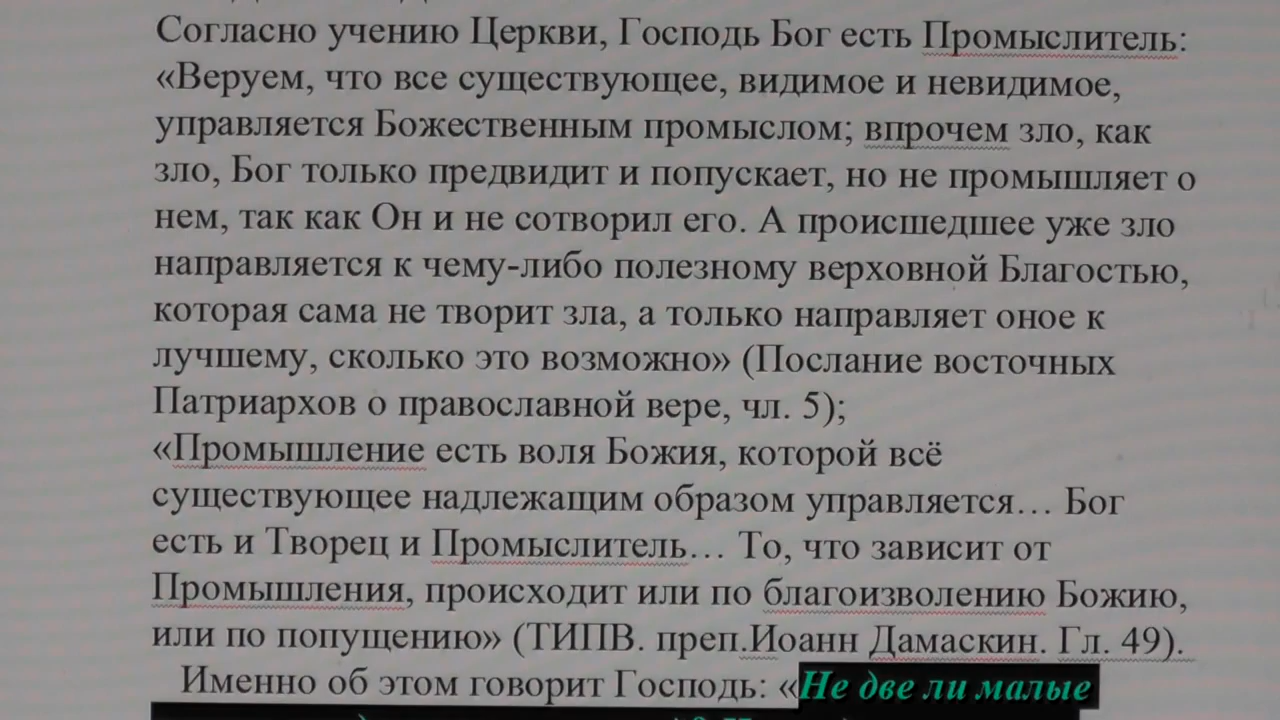 Согласно учению Церкви, Господь Бог есть Промыслитель:
«Веруем, что все существующее, видимое и невидимое,
управляется Божественным промыслом; впрочем зло, как
зло, Бог только предвидит и попускает, но не промышляет о
нем, так как Он и не сотворил его. А происшедшее уже зло
направляется к чему-либо полезному верховной Благостью,
которая сама не творит зла, а только направляет оное к
лучшему, сколько это возможно» (Послание восточных
Патриархов о православной вере, чл. 5);
«Промышление есть воля Божия, которой всё
существующее надлежащим образом управляется… Бог
есть и Творец и Промыслитель… То, что зависит от
Промышления, происходит или по благоизволению Божию,
или по попущению» (ТИПВ. преп.Иоанн Дамаскин. Гл. 49).
Именно об этом говорит Господь: «Не две ли малые